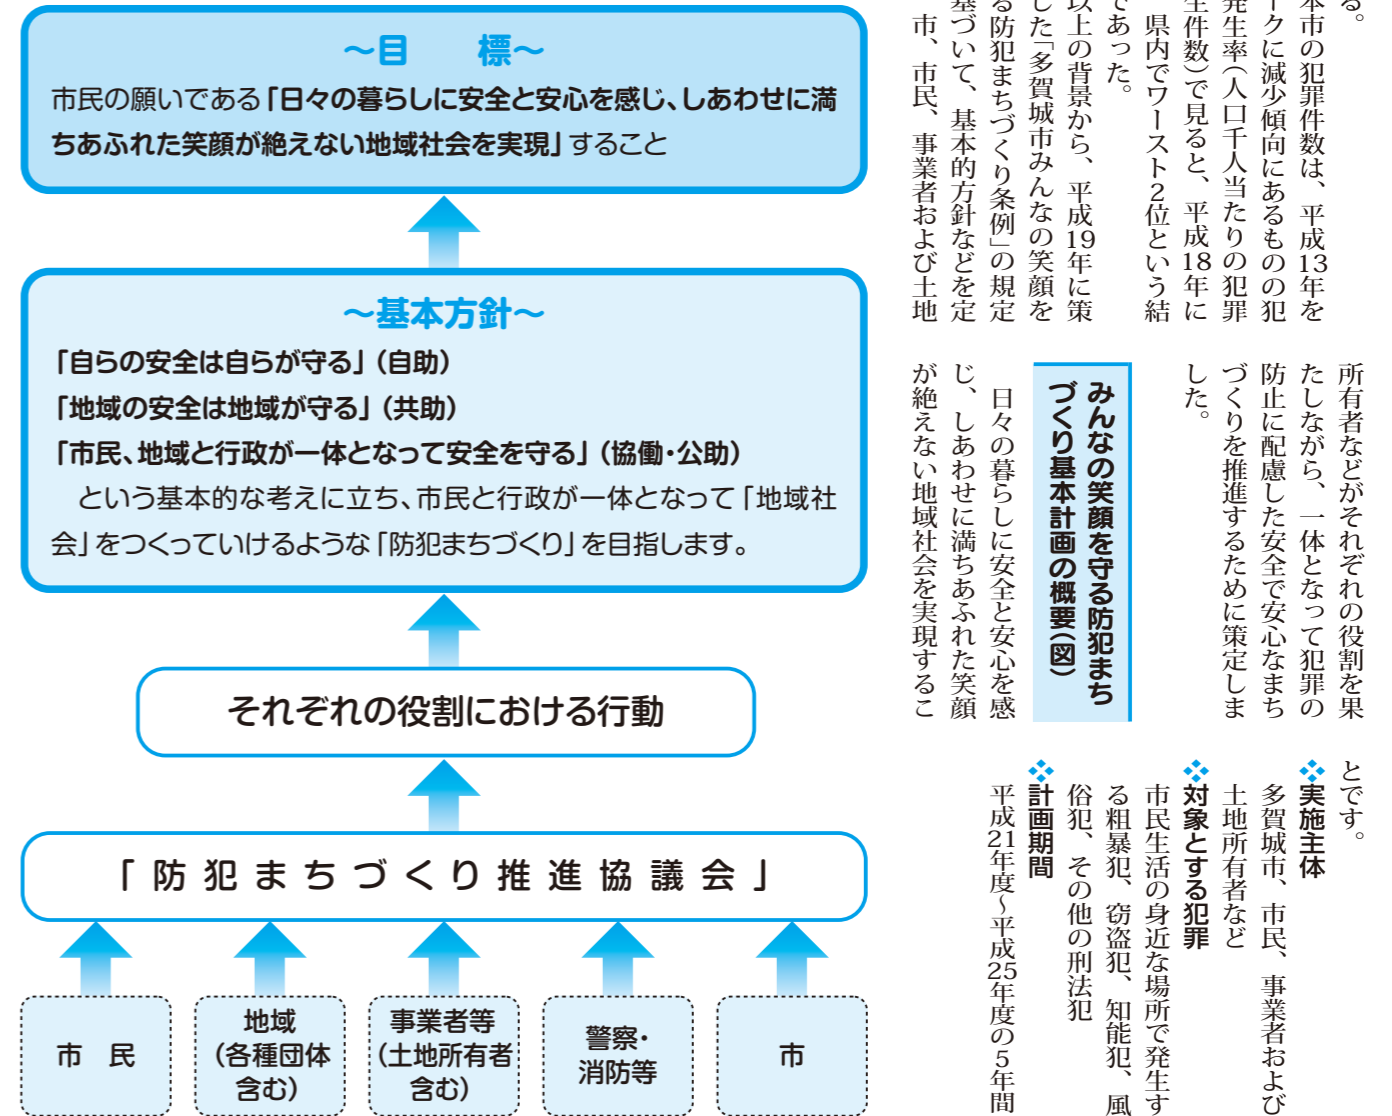 る。
本市の犯罪件数は、平成13年を
ークに減少傾向にあるものの犯
発生率（人口千人当たりの犯罪
生件数）で見ると、平成18年に
県内でワースト2位という結
であった。
以上の背景から、平成19年に策
した「多賀城市みんなの笑顔を
る防犯まちづくり条例」の規定
基づいて、基本的方針などを定
市、市民、事業者および土地
所有者などがそれぞれの役割を果
たしながら、一体となって犯罪の
防止に配慮した安全で安心なまち
づくりを推進するために策定しま
した。
みんなの笑顔を守る防犯まち
づくり基本計画の概要（図）
日々の暮らしに安全と安心を感
じ、しあわせに満ちあふれた笑顔
が絶えない地域社会を実現するこ
とです。
実施主体
多賀城市、市民、事業者および
土地所有者など
対象とする犯罪
市民生活の身近な場所で発生す
る粗暴犯、窃盗犯、知能犯、風
俗犯、その他の刑法犯
計画期間
平成21年度～平成25年度の5年間
～目　　標～
市民の願いである「日々の暮らしに安全と安心を感じ、しあわせに満
ちあふれた笑顔が絶えない地域社会を実現」すること
～基本方針～
「自らの安全は自らが守る」（自助）
「地域の安全は地域が守る」（共助）
「市民、地域と行政が一体となって安全を守る」（協働・公助）
という基本的な考えに立ち、市民と行政が一体となって「地域社
会」をつくっていけるような「防犯まちづくり」を目指します。
それぞれの役割における行動
「防犯まちづくり推進協議会」
市　民
地域
（各種団体
含む）
事業者等
（土地所有者
含む）
警察・
消防等
市